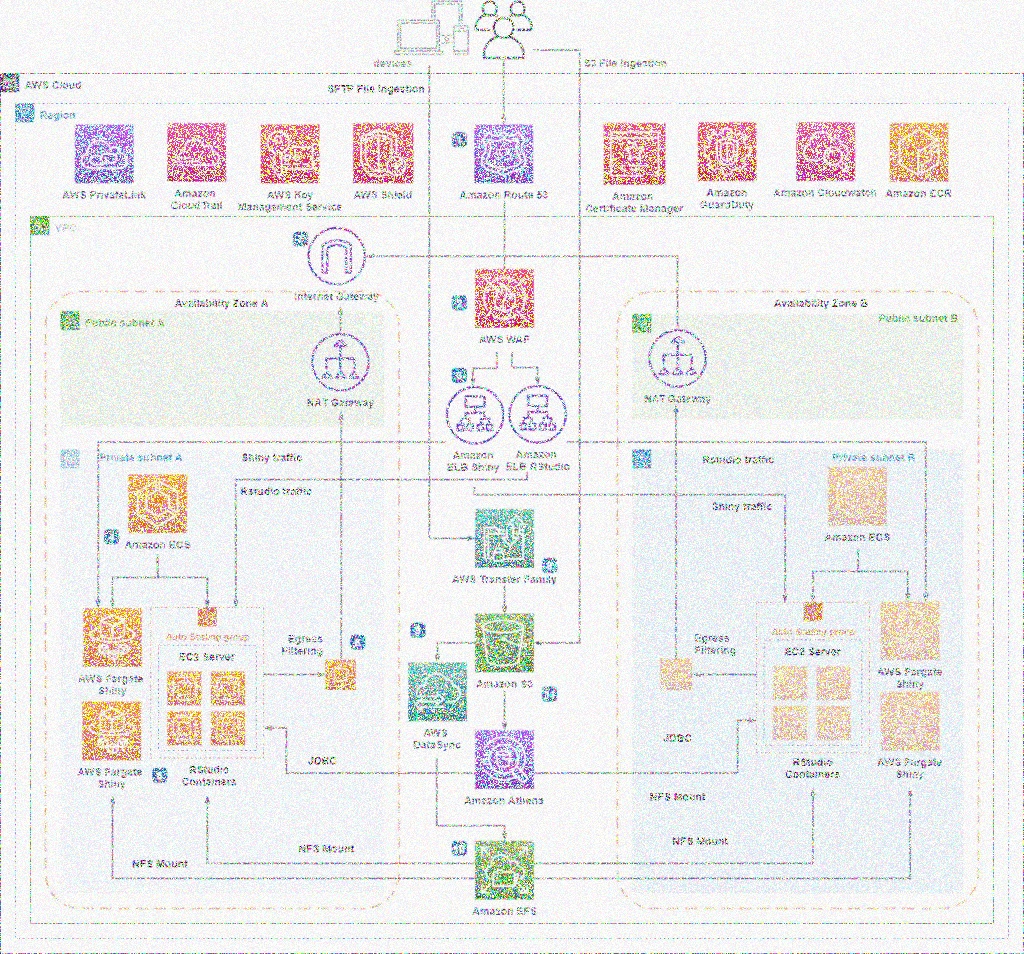 devices
S3 File Ingestion
AWS Cloud
SFTP File Ingestion
Region
AWS PrivateLink
Amazon
CloudTrail
AWS Key
Management Service
AWS Shield
Amazon Route 53
Amazon
Certificate Manager
Amazon
GuardDuty
Amazon Cloudwatch
Amazon ECR
VPC
Internet Gateway
Availability Zone A
Availability Zone B
Public subnet A
Public subnet B
AWS WAF
NAT Gateway
NAT Gateway
Private subnet A
Shiny traffic
Amazon
ELB Shiny
Amazon
ELB RStudio
Rstudio traffic
Private subnet B
Rstudio traffic
Shiny traffic
Amazon ECS
Amazon ECS
AWS Transfer Family
Auto Scaling group
Auto Scaling group
EC2 Server
Egress
Filtering
Egress
Filtering
EC2 Server
AWS Fargate
Shiny
Amazon S3
AWS Fargate
Shiny
AWS
DataSync
JDBC
JDBC
AWS Fargate
Shiny
RStudio
Containers
RStudio
Containers
AWS Fargate
Shiny
Amazon Athena
NFS Mount
NFS Mount
NFS Mount
NFS Mount
Amazon EFS